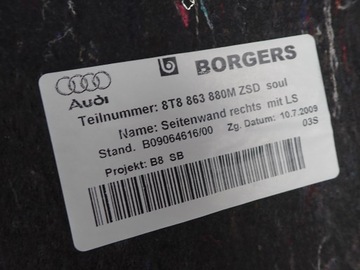 Audi
BORGERS
Teilnummer: 8T8 863 880M ZSD soul
Name: Seitenwand rechts mit LS
Stand. B09064616/00 Zg. Datum: 10.7.2009
Projekt: B8 SB 03S